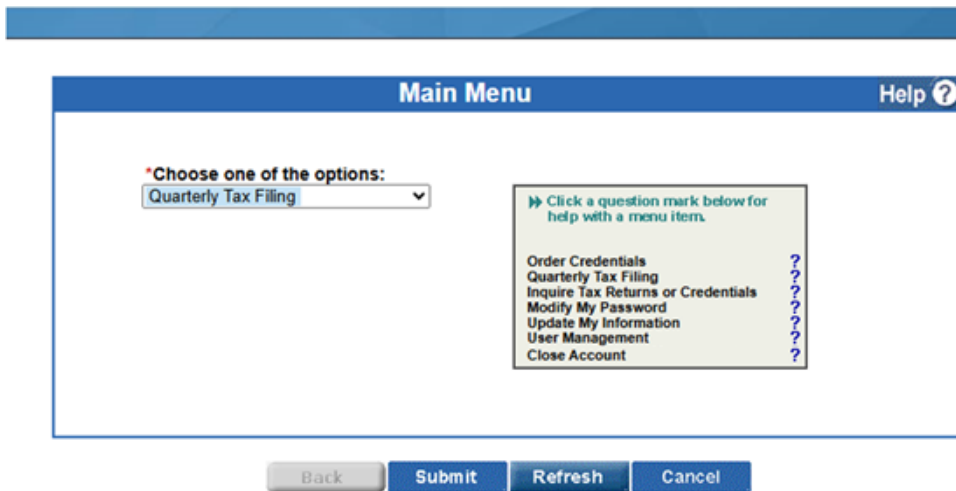 Main Menu
Help ?
*Choose one of the options:
Quarterly Tax Filing
Click a question mark below for
help with a menu item.
Order Credentials ?
Quarterly Tax Filing ?
Inquire Tax Returns or Credentials ?
Modify My Password ?
Update My Information ?
User Management ?
Close Account ?
Back Submit Refresh Cancel